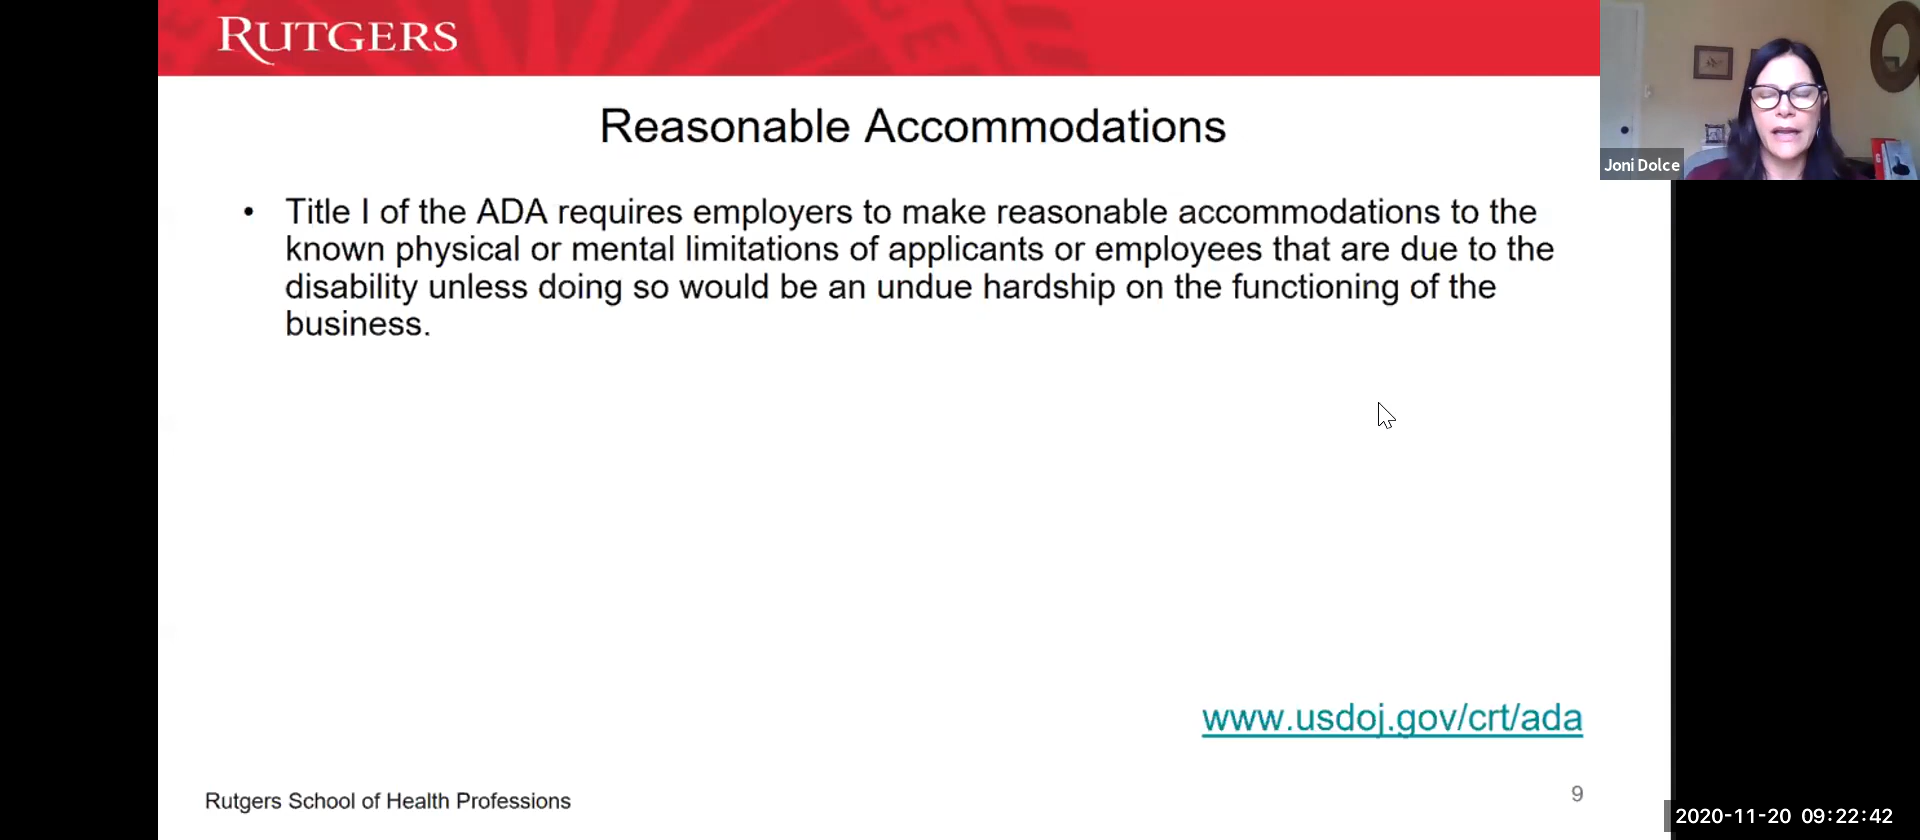 RUTGERS
Reasonable Accommodations
• Title I of the ADA requires employers to make reasonable accommodations to the
known physical or mental limitations of applicants or employees that are due to the
disability unless doing so would be an undue hardship on the functioning of the
business.
www.usdoj.gov/crt/ada
Rutgers School of Health Professions
9
Joni Dolce
2020-11-20 09:22:42